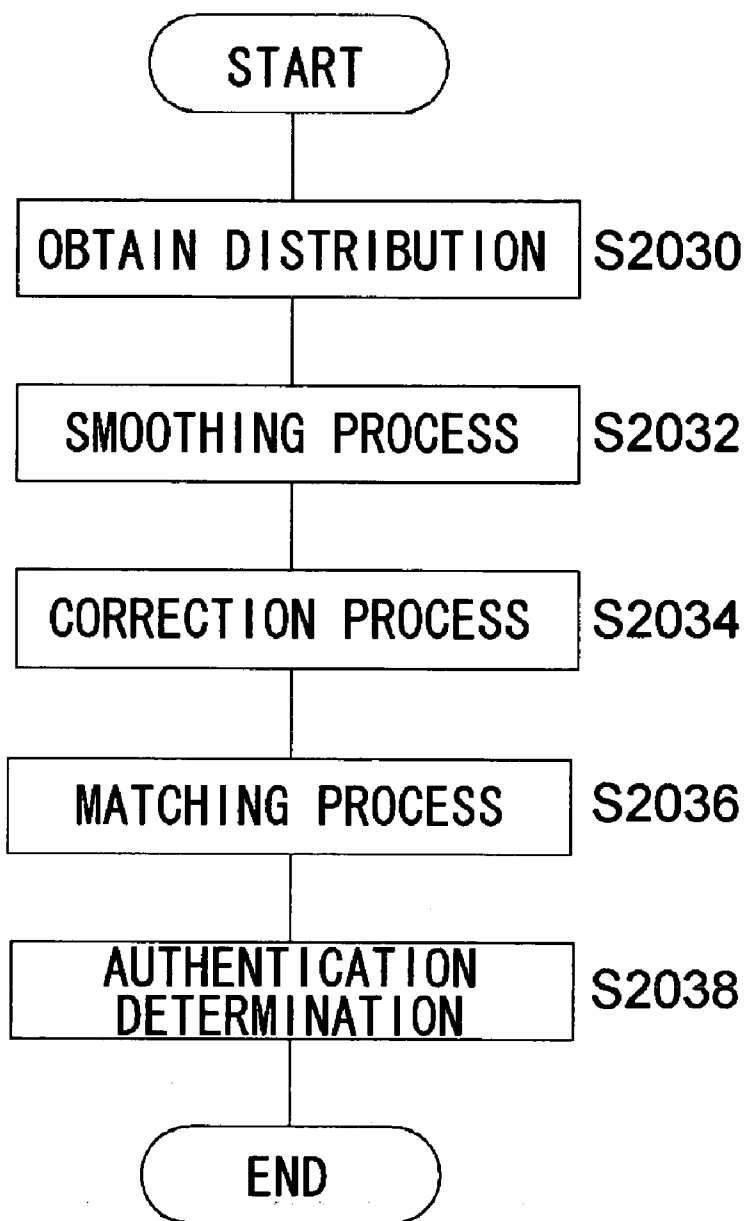 START
OBTAIN DISTRIBUTION S2030
SMOOTHING PROCESS S2032
CORRECTION PROCESS S2034
MATCHING PROCESS S2036
AUTHENTICATION
DETERMINATION S2038
END